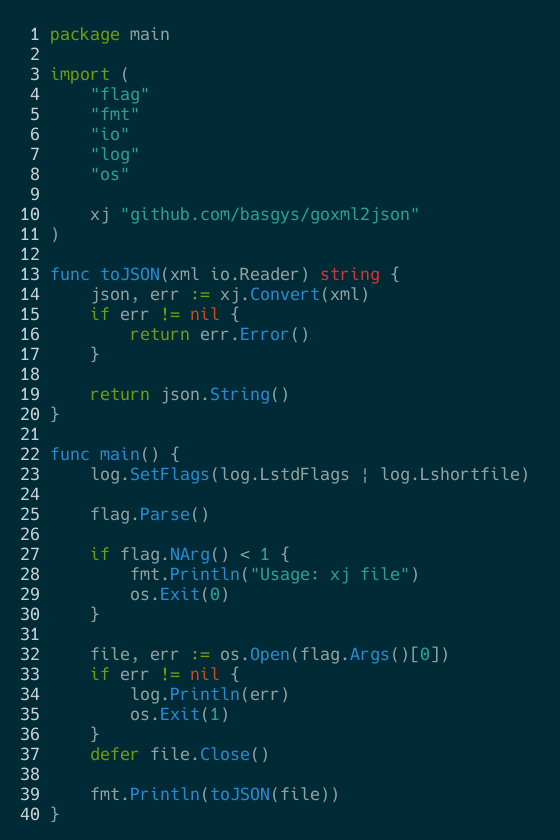 1 package main
2
3 import (
4     "flag"
5     "fmt"
6     "io"
7     "log"
8     "os"
9
10     xj "github.com/basgys/goxml2json"
11 )
12
13 func toJSON(xml io.Reader) string {
14     json, err := xj.Convert(xml)
15     if err != nil {
16         return err.Error()
17     }
18
19     return json.String()
20 }
21
22 func main() {
23     log.SetFlags(log.LstdFlags ¦ log.Lshortfile)
24
25     flag.Parse()
26
27     if flag.NArg() < 1 {
28         fmt.Println("Usage: xj file")
29         os.Exit(0)
30     }
31
32     file, err := os.Open(flag.Args()[0])
33     if err != nil {
34         log.Println(err)
35         os.Exit(1)
36     }
37     defer file.Close()
38
39     fmt.Println(toJSON(file))
40 }